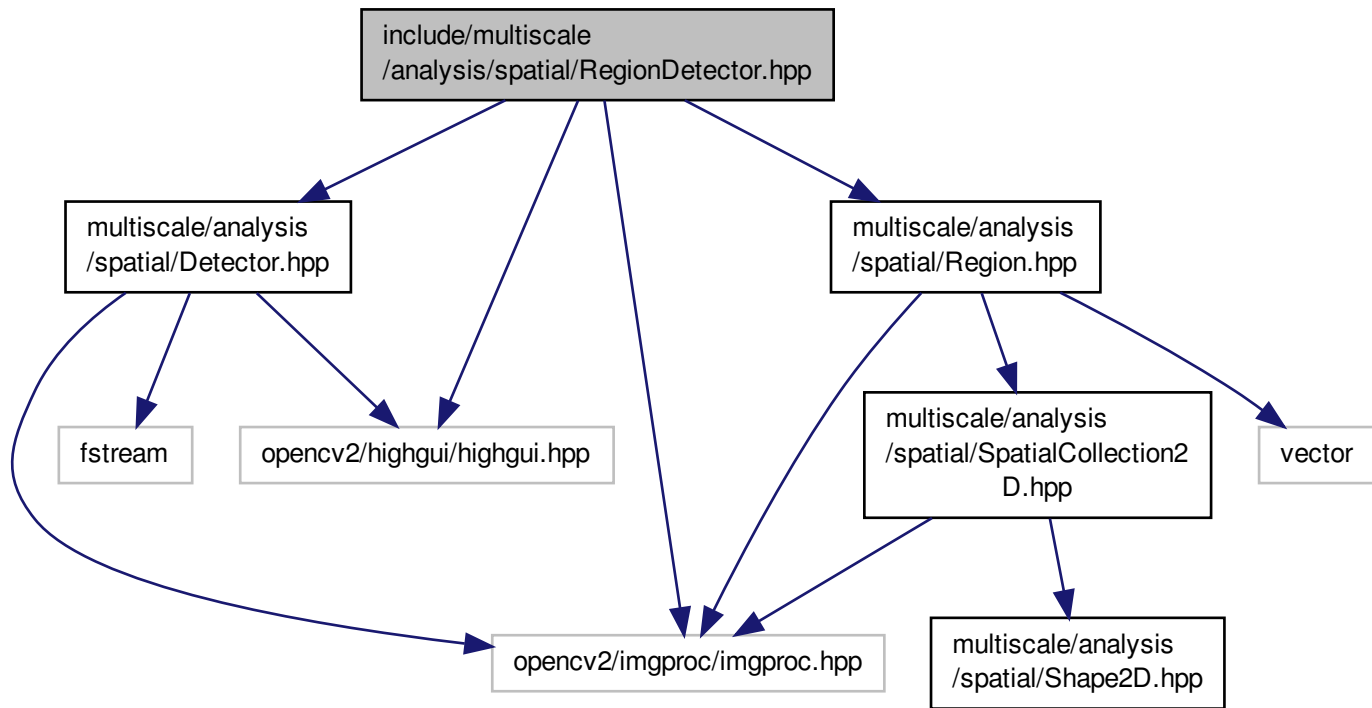 include/multiscale
/analysis/spatial/RegionDetector.hpp
multiscale/analysis
/spatial/Detector.hpp
multiscale/analysis
/spatial/Region.hpp
fstream
opencv2/highgui/highgui.hpp
multiscale/analysis
/spatial/SpatialCollection2
D.hpp
vector
opencv2/imgproc/imgproc.hpp
multiscale/analysis
/spatial/Shape2D.hpp